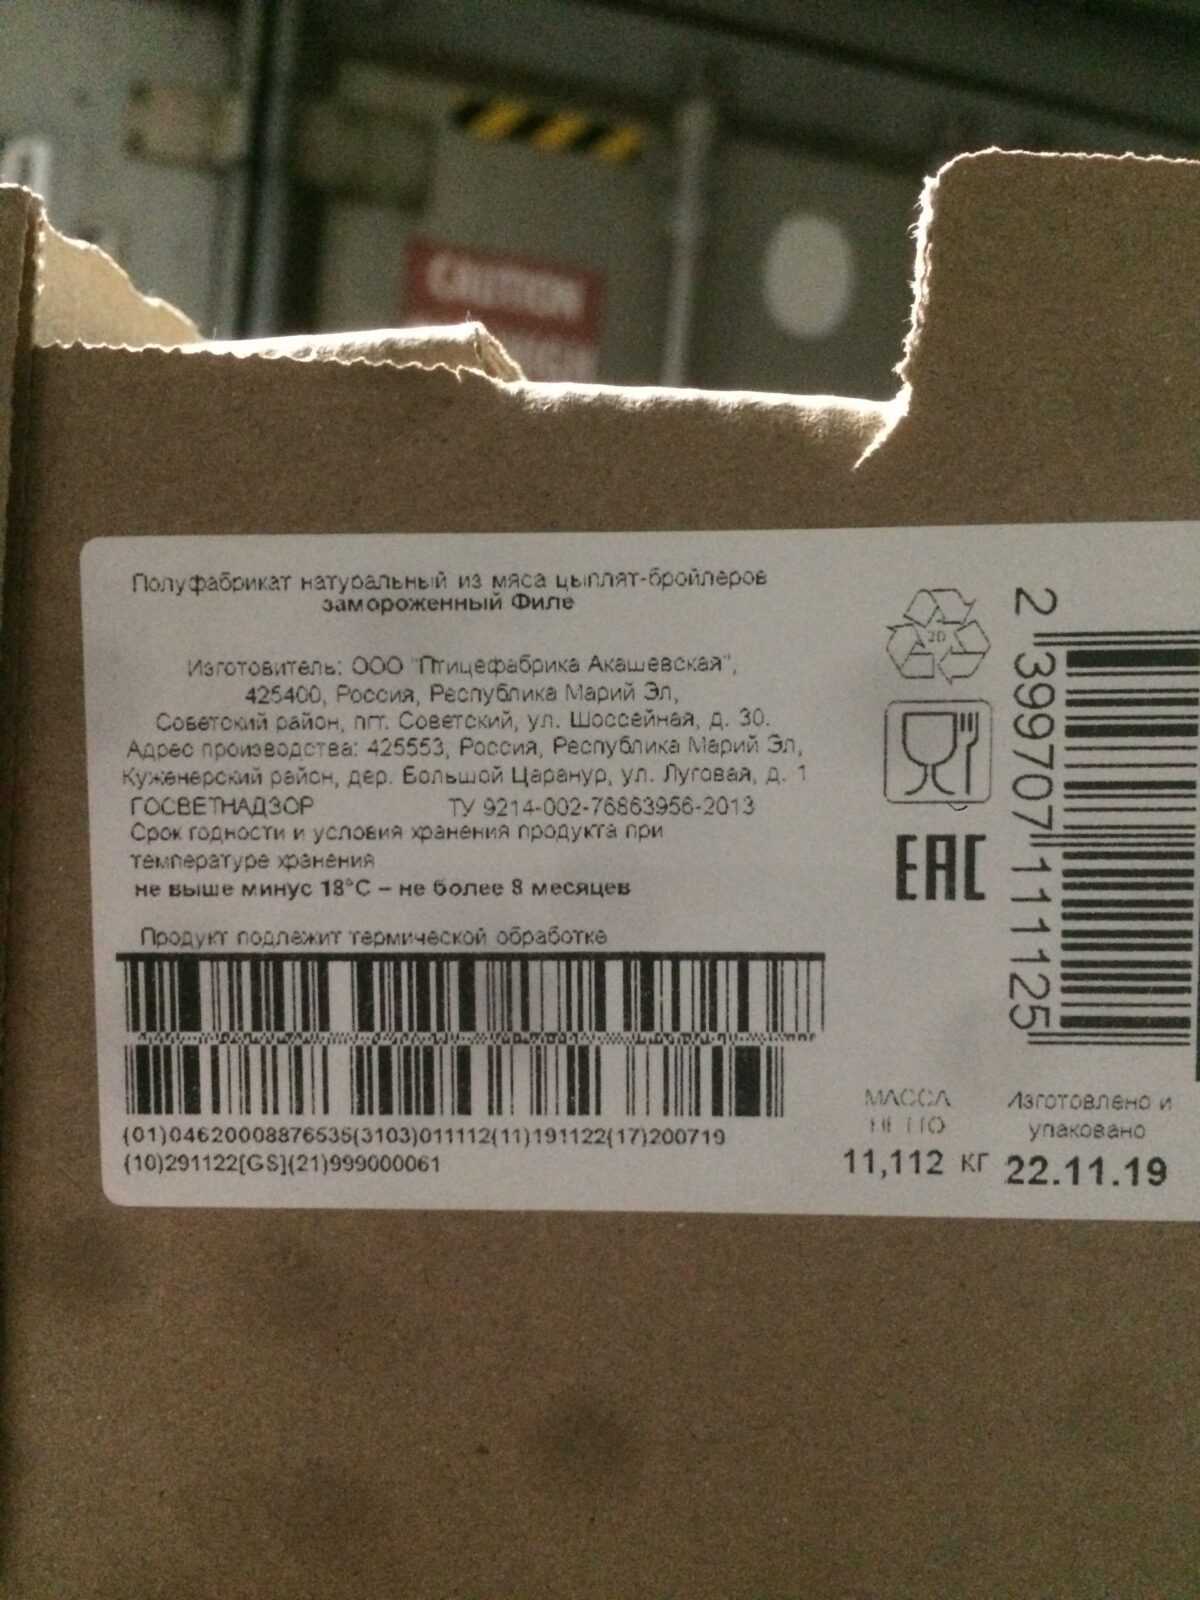 CAUTION
Полуфабрикат натуральный из мяса цыплят-бройлеров
замороженный Филе
Изготовитель: ООО "Птицефабрика Акашевская",
425400, Россия, Республика Марий Эл,
Советский район, пгт. Советский, ул. Шоссейная, д. 30.
Адрес производства: 425553, Россия, Республика Марий Эл,
Куженерский район, дер. Большой Царанур, ул. Луговая, д. 1
ГОСВЕТНАДЗОР ТУ 9214-002-76863956-2013
Срок годности и условия хранения продукта при
температуре хранения
не выше минус 18°С – не более 8 месяцев
Продукт подлежит термической обработке
(01)04620008876535(3103)011112(11)191122(17)200719
(10)291122[GS](21)999000061
20
EAC
2 399707 111125
МАССА
НЕТТО
11,112 кг
Изготовлено и
упаковано
22.11.19